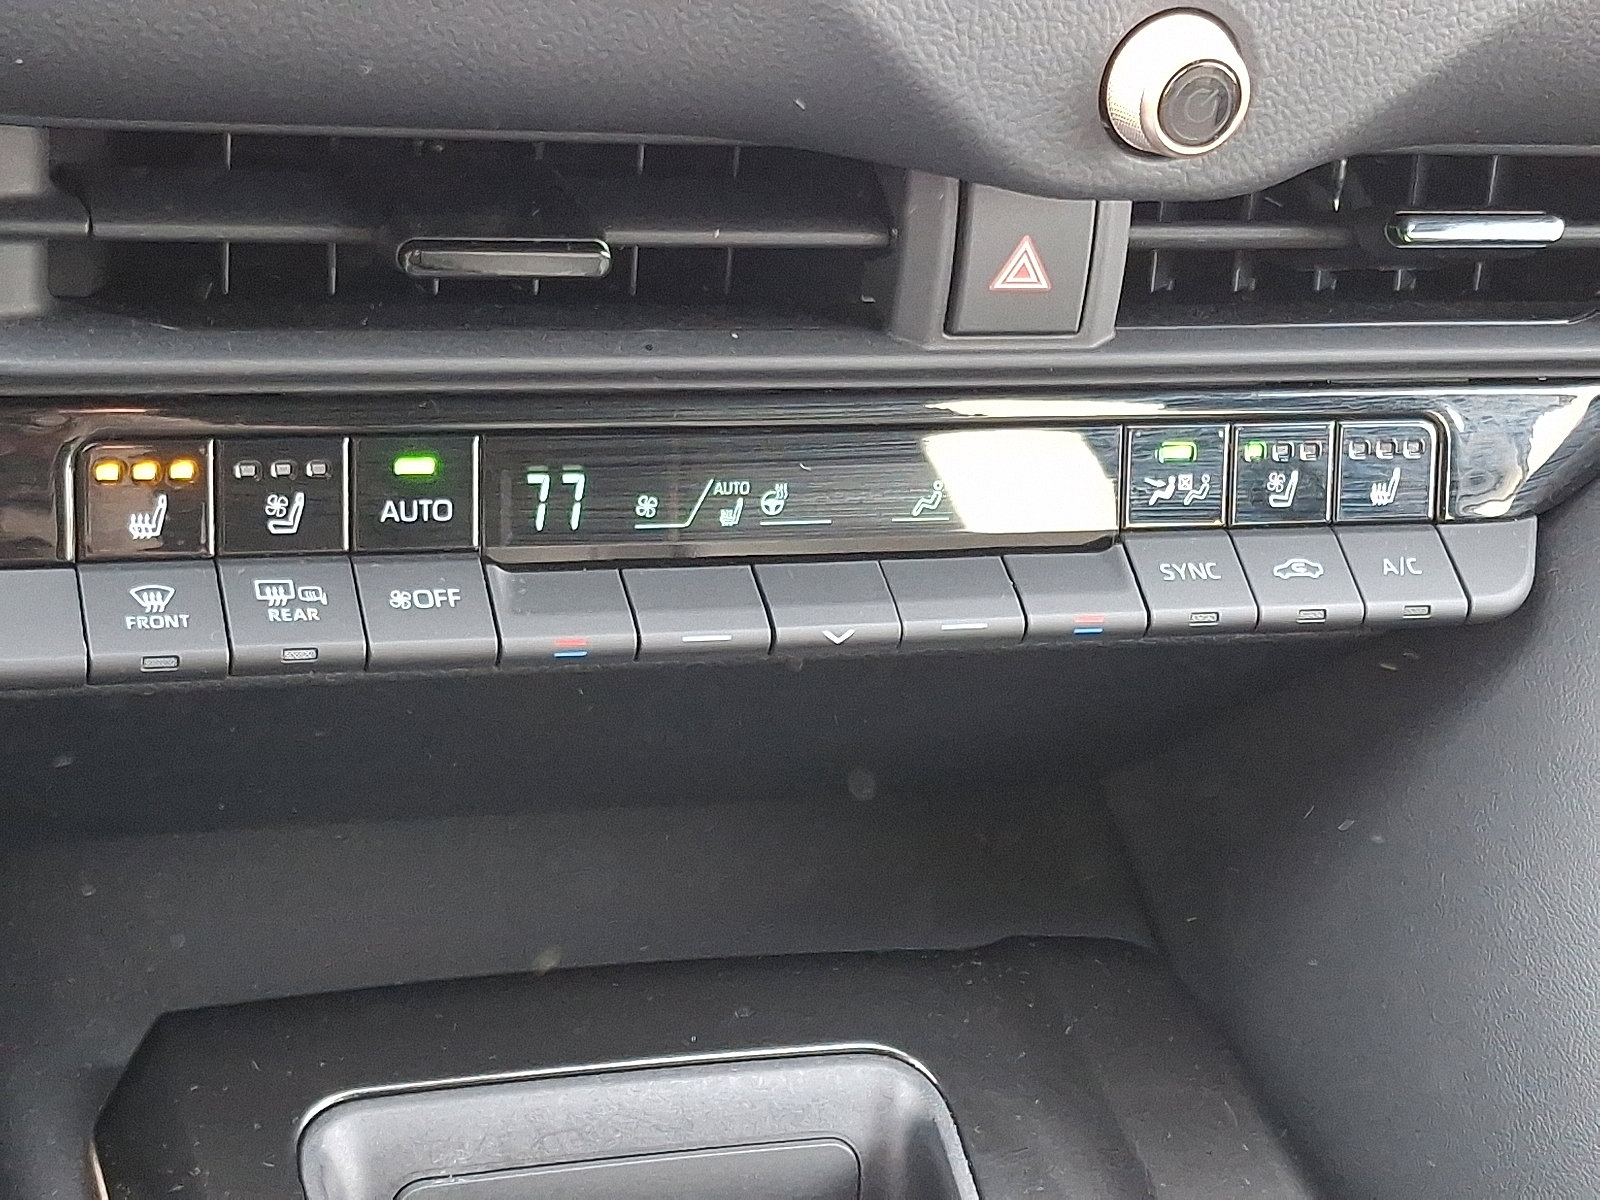 AUTO
77
AUTO
FRONT
REAR
OFF
SYNC
A/C